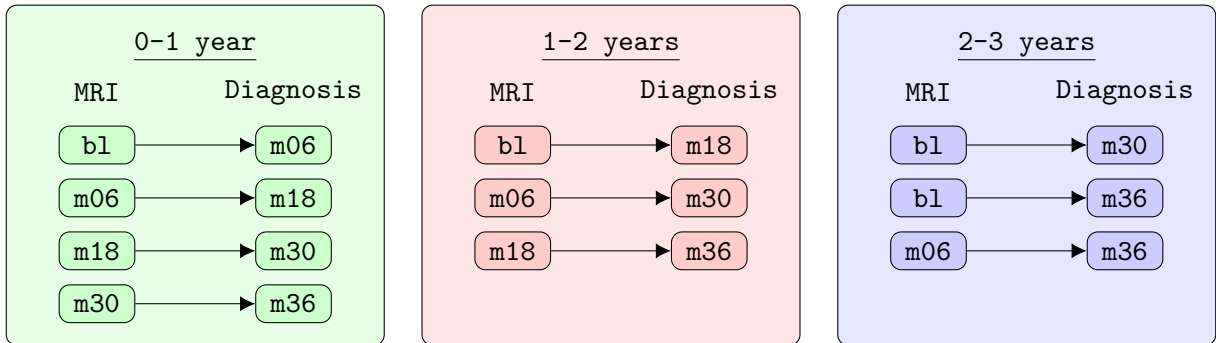 0-1 year
MRI Diagnosis
bl m06
m06 m18
m18 m30
m30 m36
1-2 years
MRI Diagnosis
bl m18
m06 m30
m18 m36
2-3 years
MRI Diagnosis
bl m30
bl m36
m06 m36